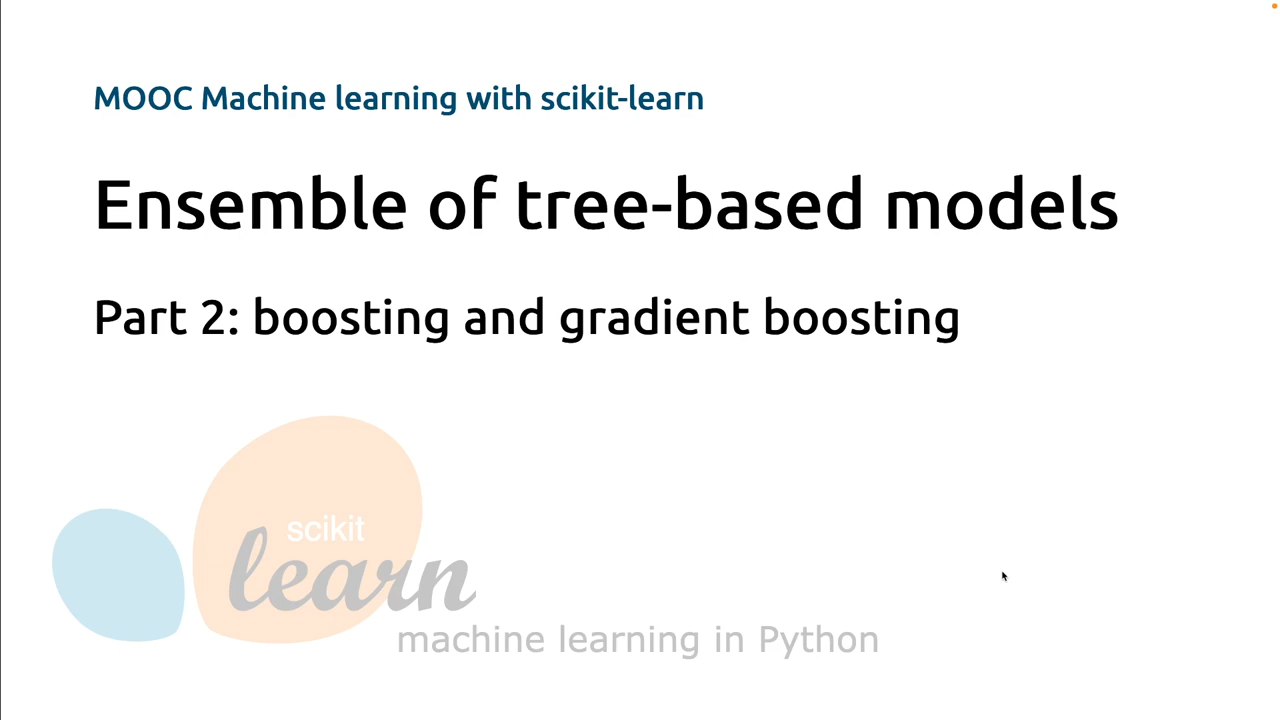 MOOC Machine learning with scikit-learn
Ensemble of tree-based models
Part 2: boosting and gradient boosting
scikit
learn
machine learning in Python